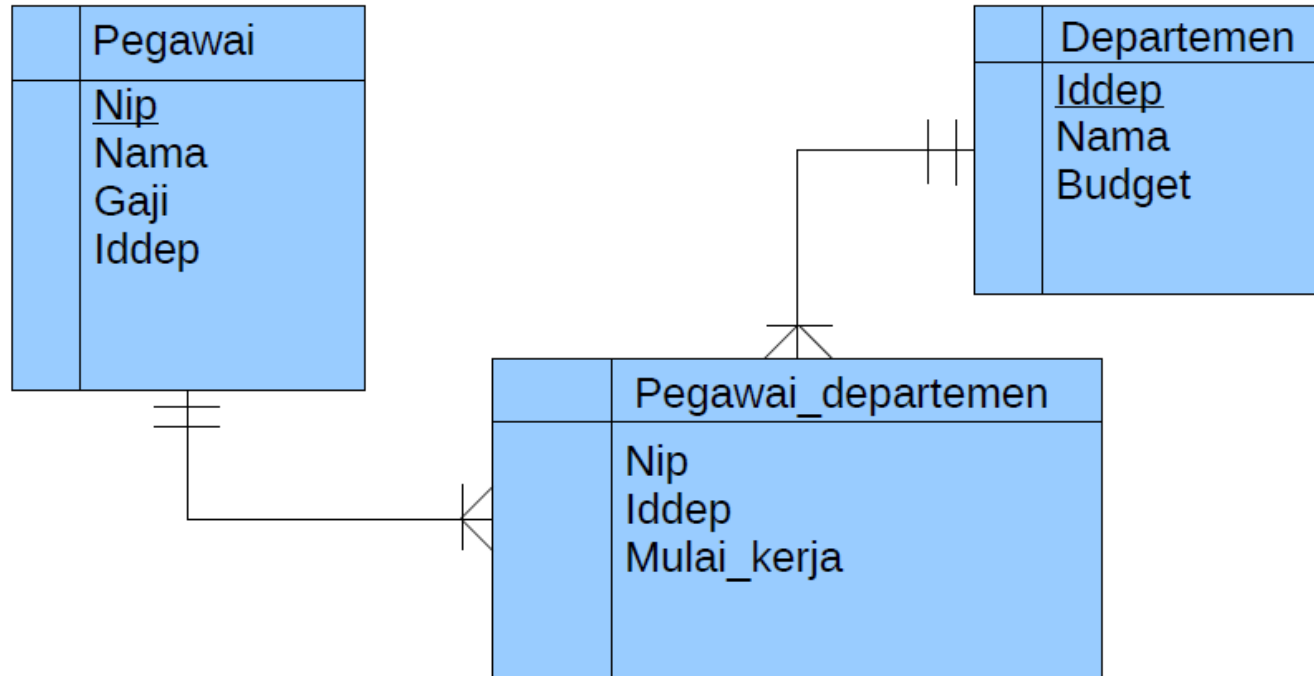 Pegawai
Nip
Nama
Gaji
Iddep
Departemen
Iddep
Nama
Budget
Pegawai_departemen
Nip
Iddep
Mulai_kerja